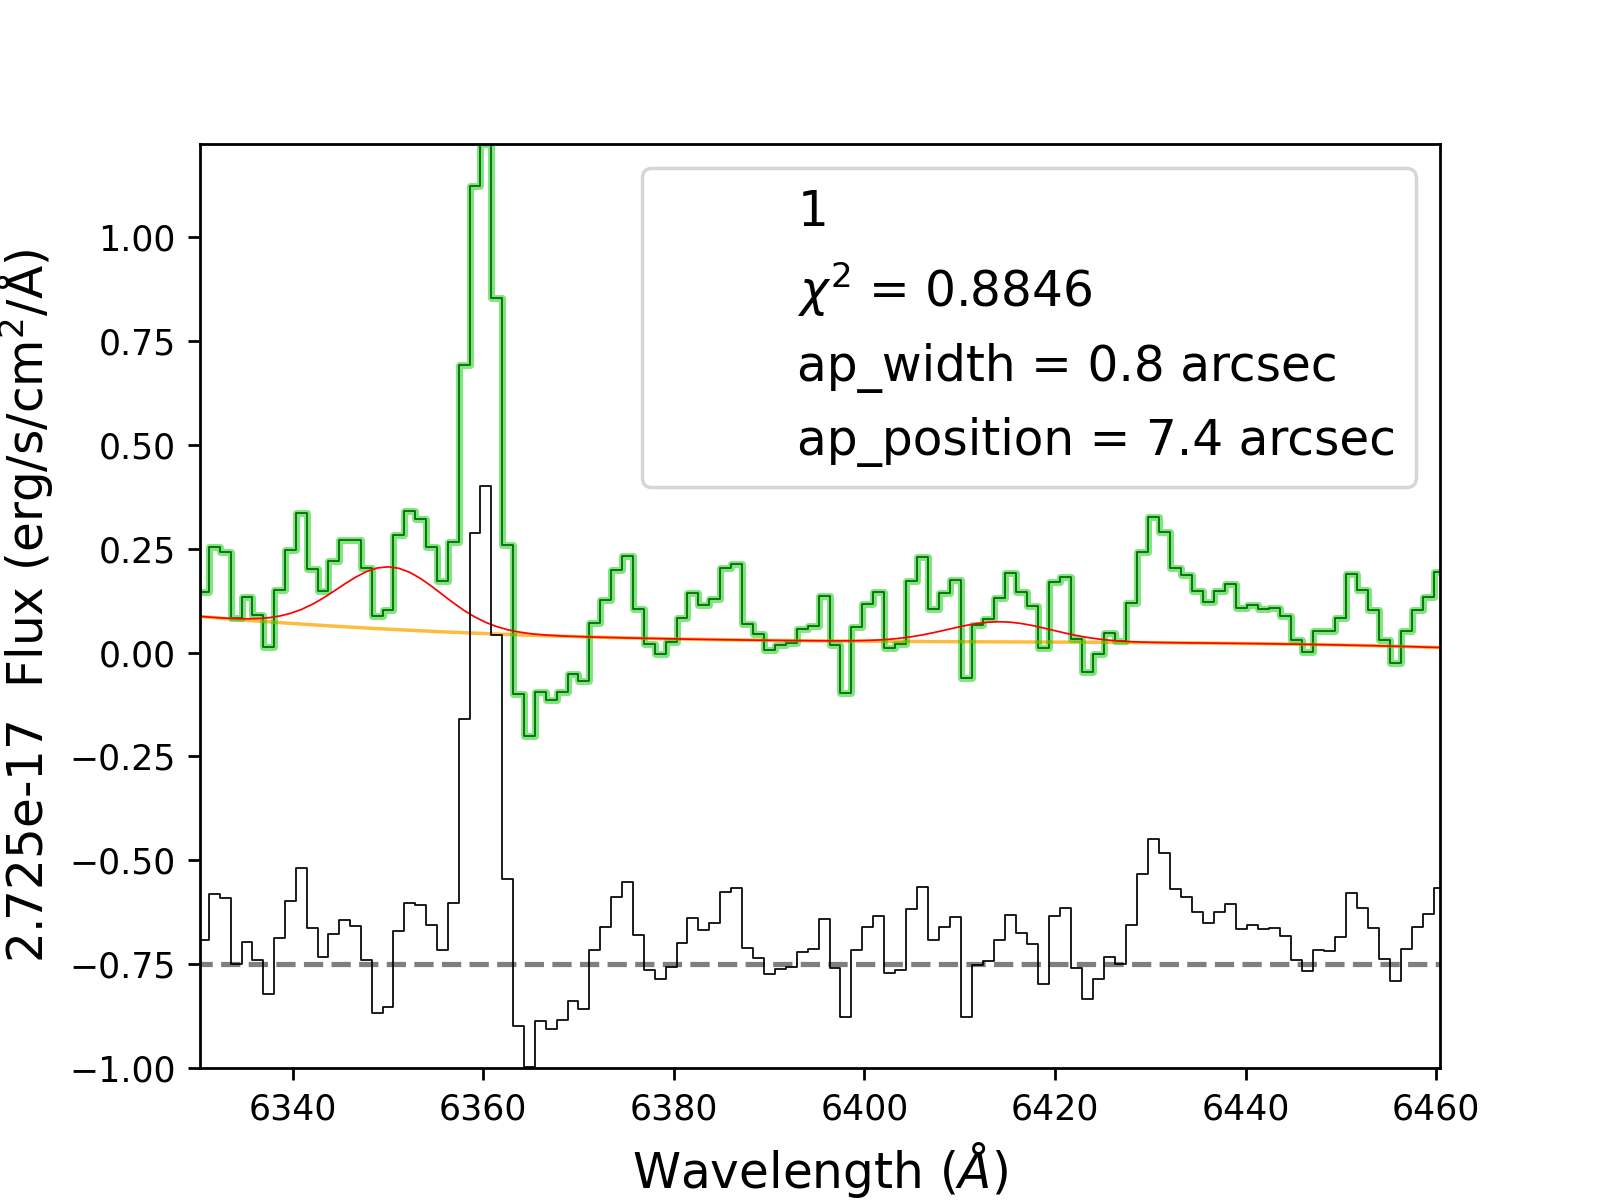 1
χ² = 0.8846
ap_width = 0.8 arcsec
ap_position = 7.4 arcsec
1.00
0.75
0.50
0.25
0.00
−0.25
−0.50
−0.75
−1.00
2.725e-17 Flux (erg/s/cm²/Å)
6340 6360 6380 6400 6420 6440 6460
Wavelength (Å)